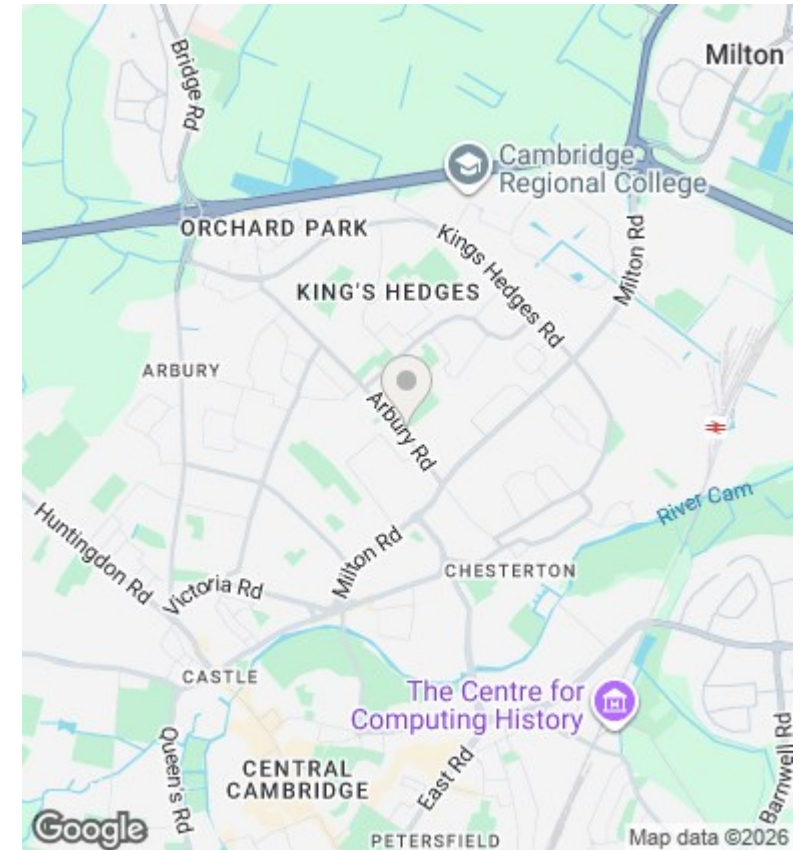 Milton
Bridge Rd
Cambridge
Regional College
ORCHARD PARK
Kings Hedges Rd
Milton Rd
KING'S HEDGES
ARBURY
Arbury Rd
River Cam
Huntingdon Rd
Milton Rd
Victoria Rd
CHESTERTON
CASTLE
The Centre for
Computing History
Queen's Rd
CENTRAL
CAMBRIDGE
East Rd
Barnwell Rd
PETERSFIELD
Google
Map data ©2026